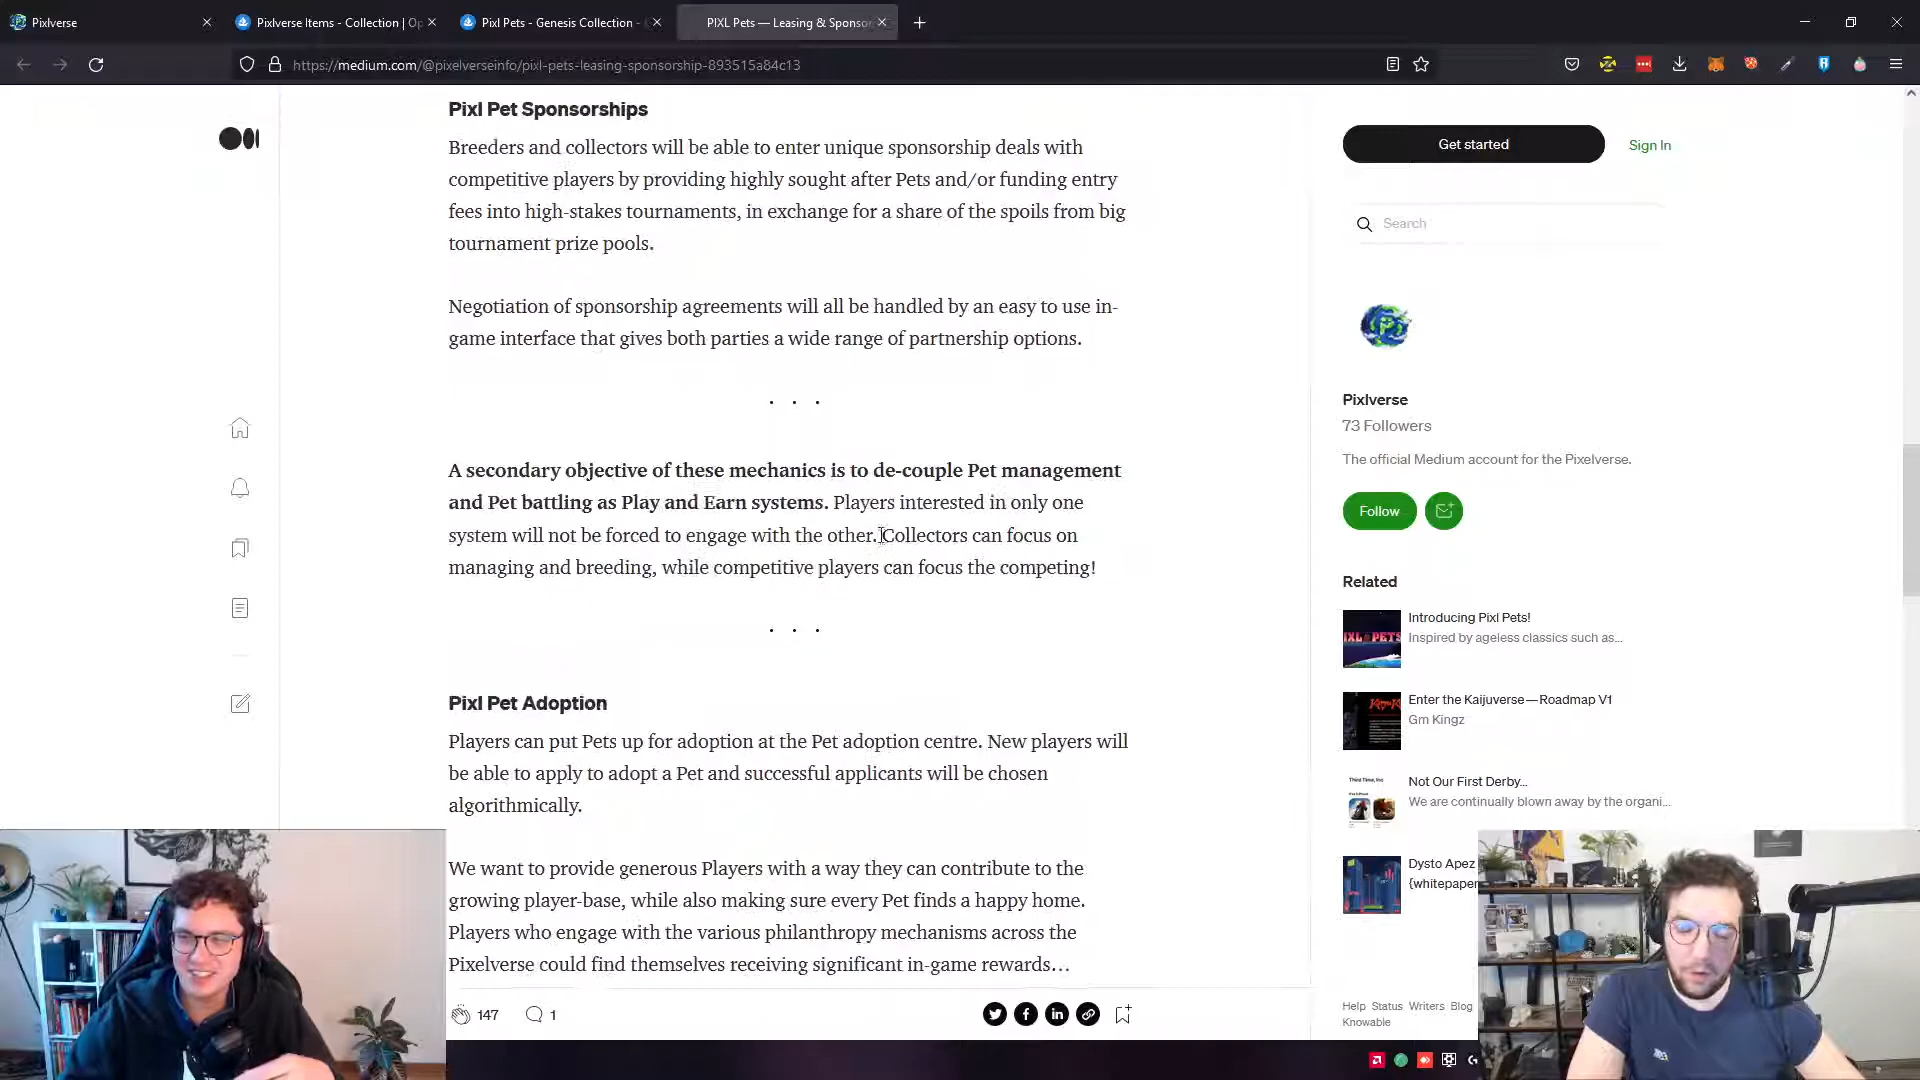 Pixlverse
Pixlverse Items - Collection | Op
Pixl Pets - Genesis Collection -
PIXL Pets — Leasing & Sponsor
https://medium.com/@pixelverseinfo/pixl-pets-leasing-sponsorship-893515a84c13
Pixl Pet Sponsorships
Breeders and collectors will be able to enter unique sponsorship deals with
competitive players by providing highly sought after Pets and/or funding entry
fees into high-stakes tournaments, in exchange for a share of the spoils from big
tournament prize pools.
Negotiation of sponsorship agreements will all be handled by an easy to use in-
game interface that gives both parties a wide range of partnership options.
. . .
A secondary objective of these mechanics is to de-couple Pet management
and Pet battling as Play and Earn systems. Players interested in only one
system will not be forced to engage with the other. Collectors can focus on
managing and breeding, while competitive players can focus the competing!
. . .
Pixl Pet Adoption
Players can put Pets up for adoption at the Pet adoption centre. New players will
be able to apply to adopt a Pet and successful applicants will be chosen
algorithmically.
We want to provide generous Players with a way they can contribute to the
growing player-base, while also making sure every Pet finds a happy home.
Players who engage with the various philanthropy mechanisms across the
Pixelverse could find themselves receiving significant in-game rewards…
147
1
Get started
Sign In
Search
Pixlverse
73 Followers
The official Medium account for the Pixelverse.
Follow
Related
Introducing Pixl Pets!
Inspired by ageless classics such as...
Enter the Kaijuverse—Roadmap V1
Gm Kingz
Not Our First Derby...
We are continually blown away by the organi...
Dysto Apez
{whitepaper
Help Status Writers Blog
Knowable